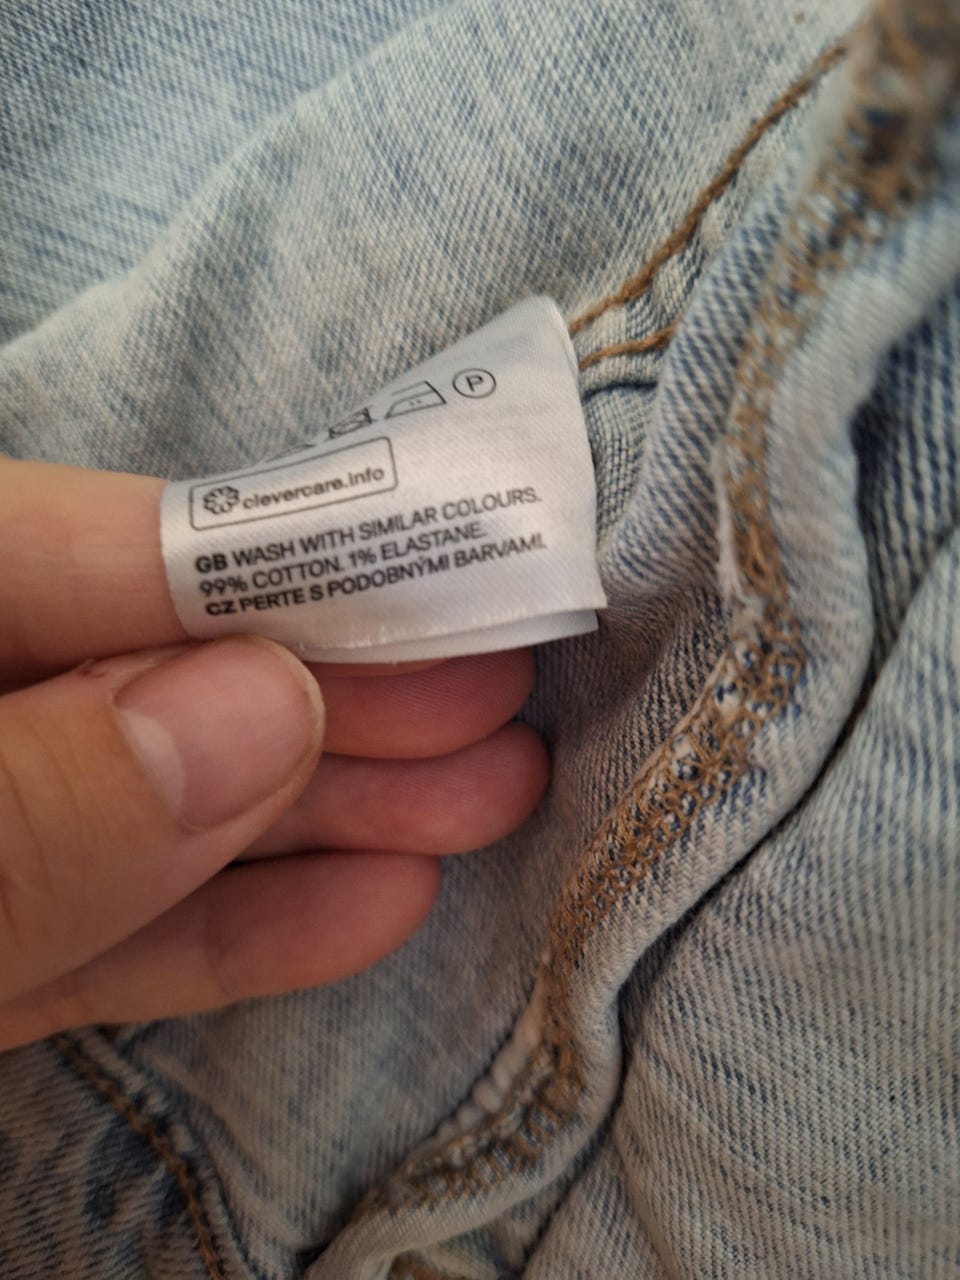 P
clevercare.info
GB WASH WITH SIMILAR COLOURS.
99% COTTON. 1% ELASTANE.
CZ PERTE S PODOBNÝMI BARVAMI.